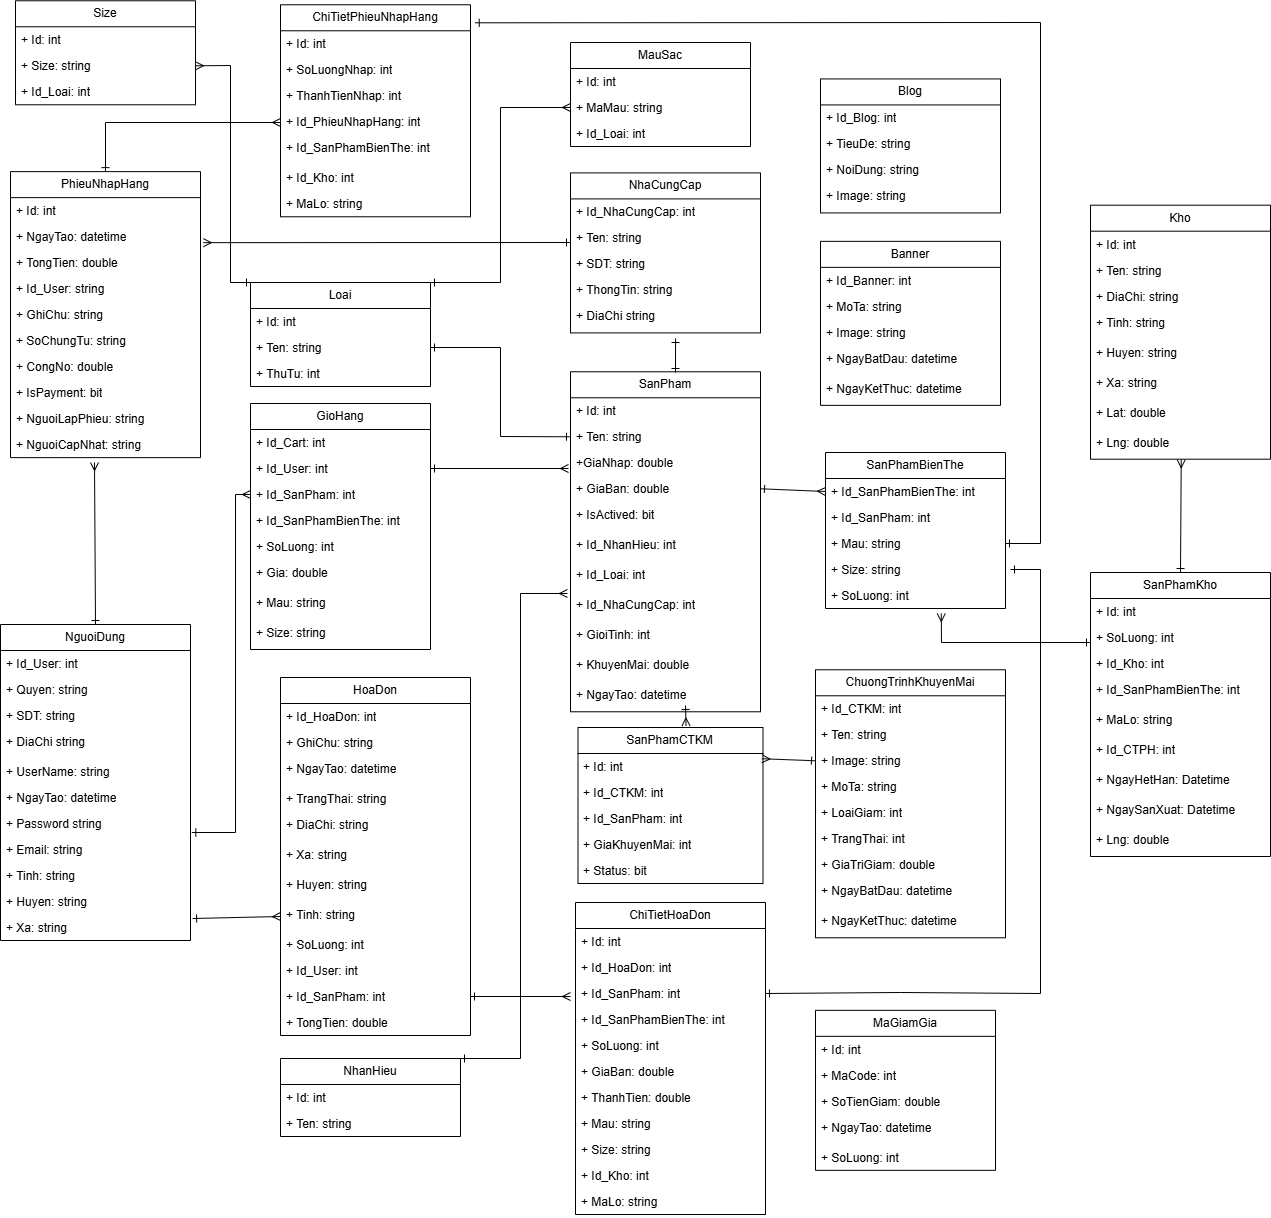 Size
+ Id: int
+ Size: string
+ Id_Loai: int
ChiTietPhieuNhapHang
+ Id: int
+ SoLuongNhap: int
+ ThanhTienNhap: int
+ Id_PhieuNhapHang: int
+ Id_SanPhamBienThe: int
+ Id_Kho: int
+ MaLo: string
MauSac
+ Id: int
+ MaMau: string
+ Id_Loai: int
Blog
+ Id_Blog: int
+ TieuDe: string
+ NoiDung: string
+ Image: string
PhieuNhapHang
+ Id: int
+ NgayTao: datetime
+ TongTien: double
+ Id_User: string
+ GhiChu: string
+ SoChungTu: string
+ CongNo: double
+ IsPayment: bit
+ NguoiLapPhieu: string
+ NguoiCapNhat: string
NhaCungCap
+ Id_NhaCungCap: int
+ Ten: string
+ SDT: string
+ ThongTin: string
+ DiaChi string
Kho
+ Id: int
+ Ten: string
+ DiaChi: string
+ Tinh: string
+ Huyen: string
+ Xa: string
+ Lat: double
+ Lng: double
Banner
+ Id_Banner: int
+ MoTa: string
+ Image: string
+ NgayBatDau: datetime
+ NgayKetThuc: datetime
Loai
+ Id: int
+ Ten: string
+ ThuTu: int
SanPham
+ Id: int
+ Ten: string
+GiaNhap: double
+ GiaBan: double
+ IsActived: bit
+ Id_NhanHieu: int
+ Id_Loai: int
+ Id_NhaCungCap: int
+ GioiTinh: int
+ KhuyenMai: double
+ NgayTao: datetime
GioHang
+ Id_Cart: int
+ Id_User: int
+ Id_SanPham: int
+ Id_SanPhamBienThe: int
+ SoLuong: int
+ Gia: double
+ Mau: string
+ Size: string
SanPhamBienThe
+ Id_SanPhamBienThe: int
+ Id_SanPham: int
+ Mau: string
+ Size: string
+ SoLuong: int
SanPhamKho
+ Id: int
+ SoLuong: int
+ Id_Kho: int
+ Id_SanPhamBienThe: int
+ MaLo: string
+ Id_CTPH: int
+ NgayHetHan: Datetime
+ NgaySanXuat: Datetime
+ Lng: double
NguoiDung
+ Id_User: int
+ Quyen: string
+ SDT: string
+ DiaChi string
+ UserName: string
+ NgayTao: datetime
+ Password string
+ Email: string
+ Tinh: string
+ Huyen: string
+ Xa: string
HoaDon
+ Id_HoaDon: int
+ GhiChu: string
+ NgayTao: datetime
+ TrangThai: string
+ DiaChi: string
+ Xa: string
+ Huyen: string
+ Tinh: string
+ SoLuong: int
+ Id_User: int
+ Id_SanPham: int
+ TongTien: double
SanPhamCTKM
+ Id: int
+ Id_CTKM: int
+ Id_SanPham: int
+ GiaKhuyenMai: int
+ Status: bit
ChuongTrinhKhuyenMai
+ Id_CTKM: int
+ Ten: string
+ Image: string
+ MoTa: string
+ LoaiGiam: int
+ TrangThai: int
+ GiaTriGiam: double
+ NgayBatDau: datetime
+ NgayKetThuc: datetime
ChiTietHoaDon
+ Id: int
+ Id_HoaDon: int
+ Id_SanPham: int
+ Id_SanPhamBienThe: int
+ SoLuong: int
+ GiaBan: double
+ ThanhTien: double
+ Mau: string
+ Size: string
+ Id_Kho: int
+ MaLo: string
MaGiamGia
+ Id: int
+ MaCode: int
+ SoTienGiam: double
+ NgayTao: datetime
+ SoLuong: int
NhanHieu
+ Id: int
+ Ten: string